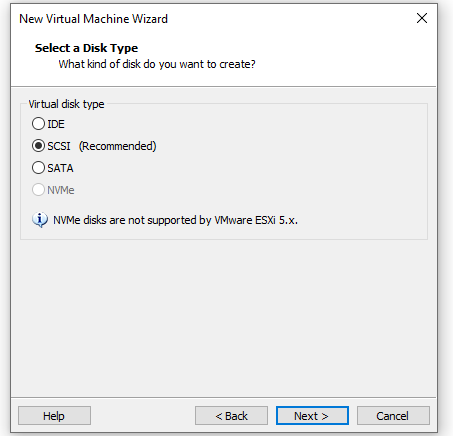 New Virtual Machine Wizard
Select a Disk Type
What kind of disk do you want to create?
Virtual disk type
IDE
SCSI (Recommended)
SATA
NVMe
NVMe disks are not supported by VMware ESXi 5.x.
Help
< Back
Next >
Cancel